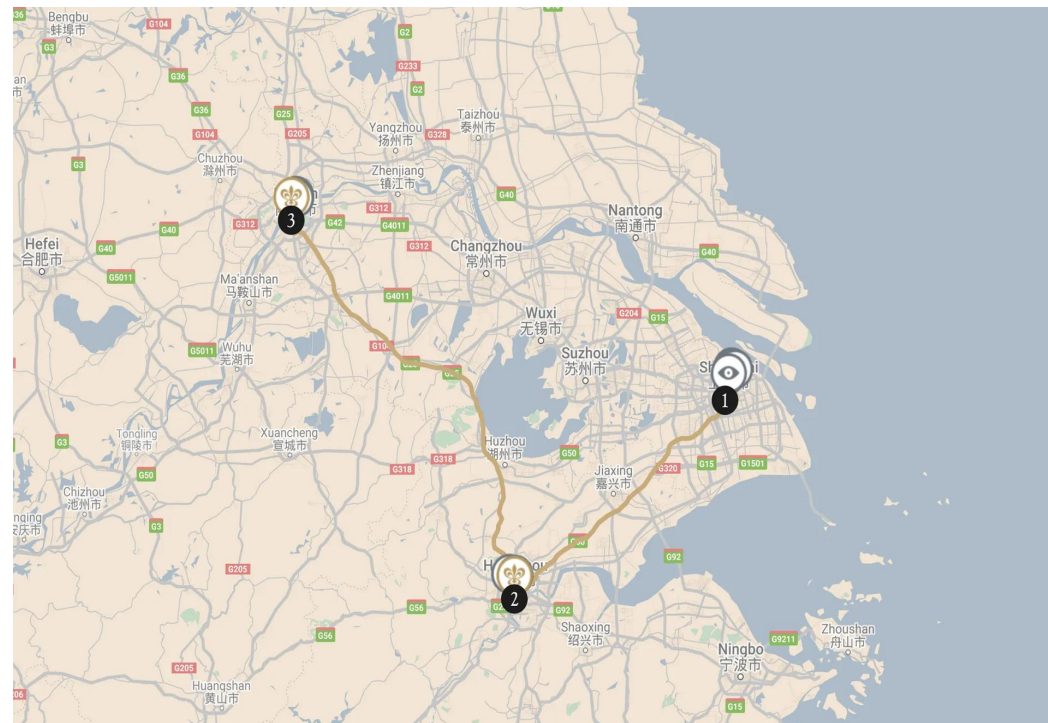 G36
Bengbu
蚌埠市
G3
G104
G2
G233
G2
G36
G36
G25
G104
G205
Yangzhou
扬州市
Taizhou
泰州市
G328
Chuzhou
滁州市
G3
Zhenjiang
镇江市
G40
Nantong
南通市
G312
G312
G42
G4011
G312
3
Hefei
合肥市
G40
G40
G40
G5011
Changzhou
常州市
Ma'anshan
马鞍山市
G4011
Wuxi
无锡市
G204
G15
Wuhu
芜湖市
G5011
Suzhou
苏州市
1
Tongling
铜陵市
G3
Xuancheng
宣城市
Huzhou
湖州市
G318
G318
G50
G320
G15
G1501
G50
Jiaxing
嘉兴市
Chizhou
池州市
G3
安庆市
G92
G205
2
G56
G92
G56
Shaoxing
绍兴市
G9211
Zhoushan
舟山市
Ningbo
宁波市
G205
Huangshan
黄山市
G15